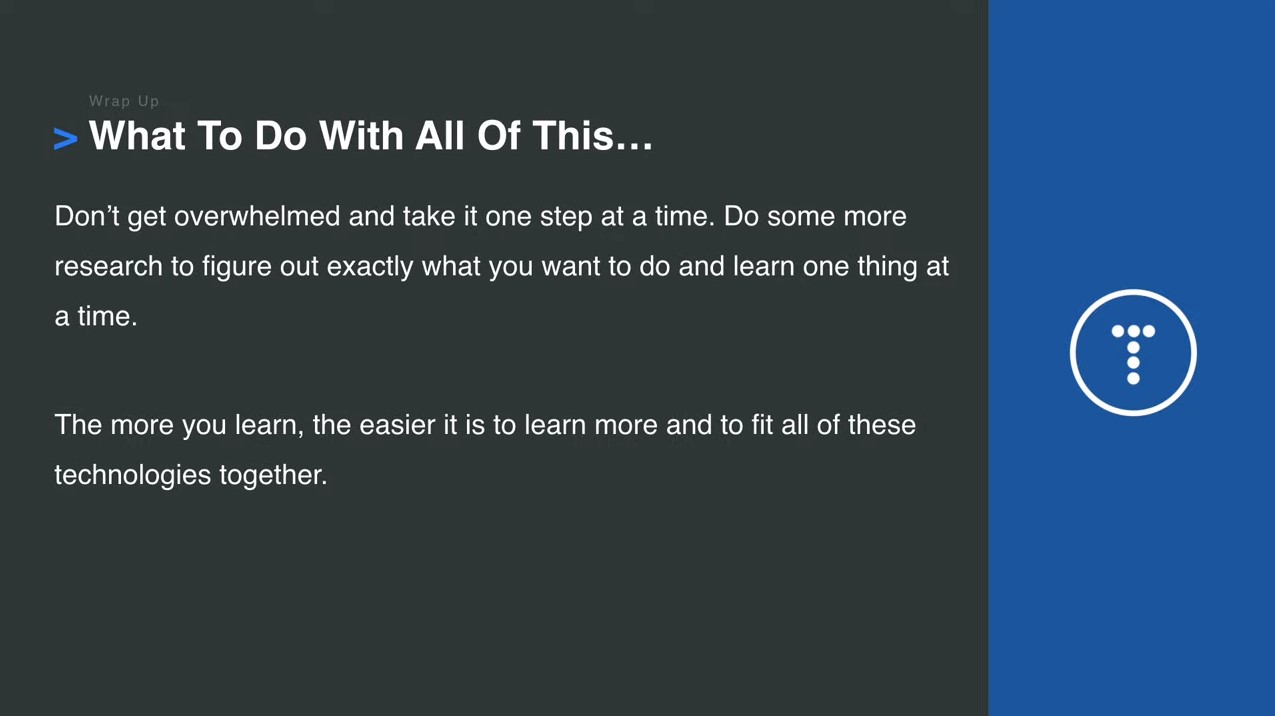 Wrap Up
> What To Do With All Of This…
Don’t get overwhelmed and take it one step at a time. Do some more
research to figure out exactly what you want to do and learn one thing at
a time.
The more you learn, the easier it is to learn more and to fit all of these
technologies together.
T